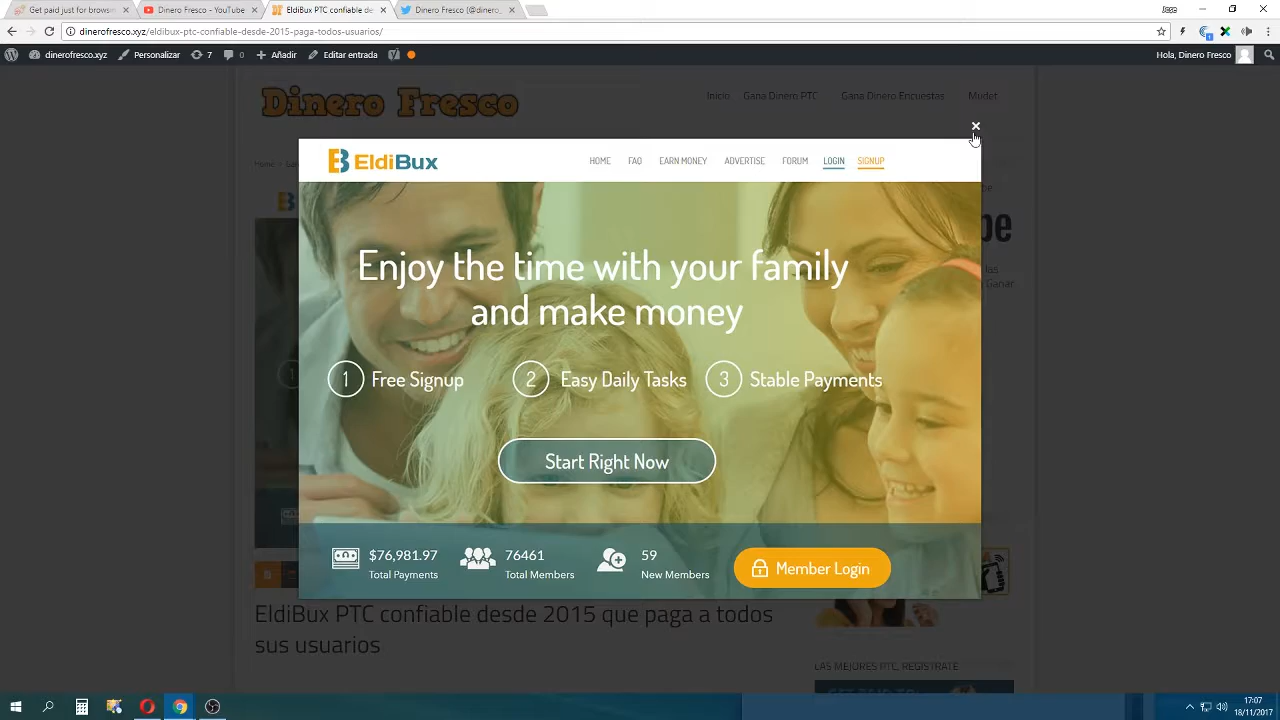 Get paid just for brows
Dinero Fresco - YouTube
EldiBux PTC confiable de
Dinero Fresco (@dinero_
dinerofresco.xyz/eldibux-ptc-confiable-desde-2015-paga-todos-usuarios/
dinerofresco.xyz Personalizar 7 0 Añadir Editar entrada Hola, Dinero Fresco
Dinero Fresco
Inicio Gana Dinero PTC Gana Dinero Encuestas
Home
EldiBux
HOME FAQ EARN MONEY ADVERTISE FORUM LOGIN SIGNUP
Enjoy the time with your family
and make money
1 Free Signup 2 Easy Daily Tasks 3 Stable Payments
Start Right Now
$76,981.97 76461 59
Total Payments Total Members New Members
Member Login
EldiBux PTC confiable desde 2015 que paga a todos
sus usuarios
LAS MEJORES PTC, REGISTRATE
17:07
18/11/2017